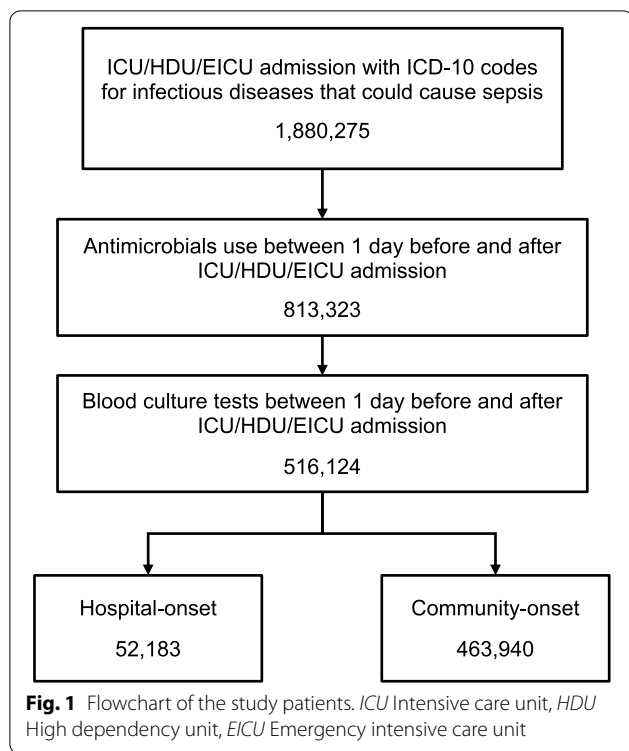 ICU/HDU/EICU admission with ICD-10 codes
for infectious diseases that could cause sepsis
1,880,275
Antimicrobials use between 1 day before and after
ICU/HDU/EICU admission
813,323
Blood culture tests between 1 day before and after
ICU/HDU/EICU admission
516,124
Hospital-onset
52,183
Community-onset
463,940
Fig. 1 Flowchart of the study patients. ICU Intensive care unit, HDU
High dependency unit, EICU Emergency intensive care unit